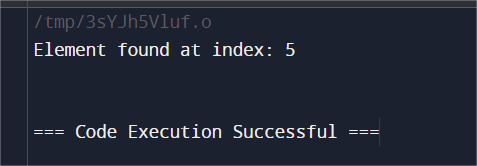 /tmp/3sYJh5Vluf.o
Element found at index: 5
=== Code Execution Successful ===